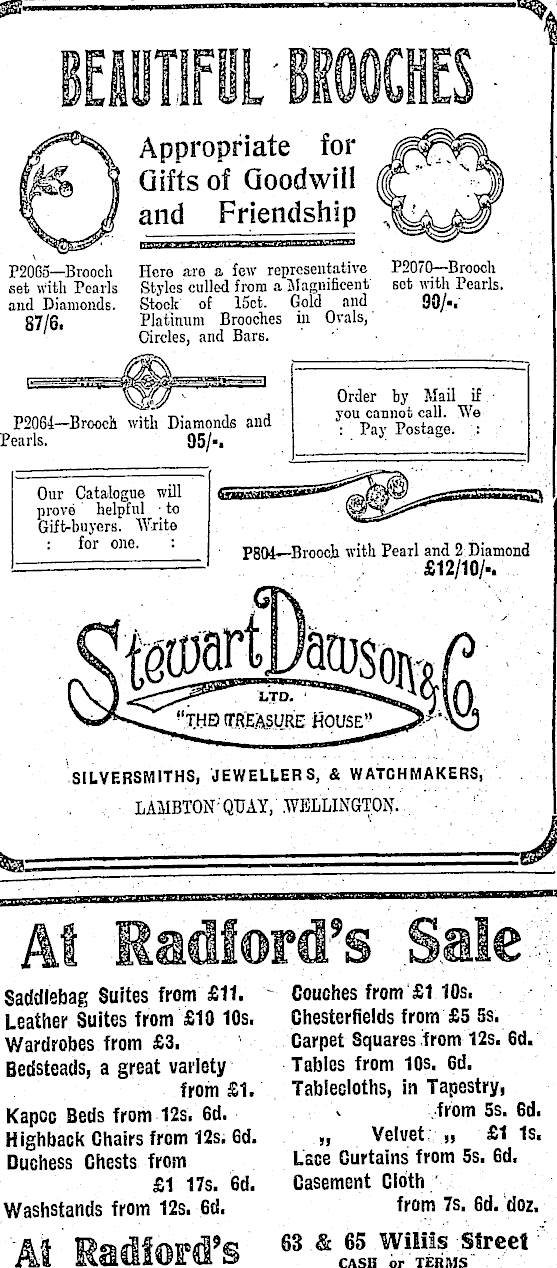 BEAUTIFUL BROOCHES
Appropriate for
Gifts of Goodwill
and Friendship
P2065—Brooch
set with Pearls
and Diamonds.
87/6.
Here are a few representative
Styles culled from a Magnificent
Stock of 15ct. Gold and
Platinum Brooches in Ovals,
Circles, and Bars.
P2070—Brooch
set with Pearls.
90/-.
P2064—Brooch with Diamonds and
Pearls. 95/-.
Order by Mail if
you cannot call. We
: Pay Postage. :
Our Catalogue will
prove helpful to
Gift-buyers. Write
: for one. :
P804—Brooch with Pearl and 2 Diamond
£12/10/-.
Stewart Dawson & Co.
LTD.
"THE TREASURE HOUSE"
SILVERSMITHS, JEWELLERS, & WATCHMAKERS,
LAMBTON QUAY, WELLINGTON.
At Radford's Sale
Saddlebag Suites from £11.
Leather Suites from £10 10s.
Wardrobes from £3.
Bedsteads, a great variety
from £1.
Kapoc Beds from 12s. 6d.
Highback Chairs from 12s. 6d.
Duchess Chests from
£1 17s. 6d.
Washstands from 12s. 6d.
Couches from £1 10s.
Chesterfields from £5 5s.
Carpet Squares from 12s. 6d.
Tables from 10s. 6d.
Tablecloths, in Tapestry,
from 5s. 6d.
„ Velvet „ £1 1s.
Lace Curtains from 5s. 6d.
Casement Cloth
from 7s. 6d. doz.
At Radford's
63 & 65 Willis Street
CASH or TERMS